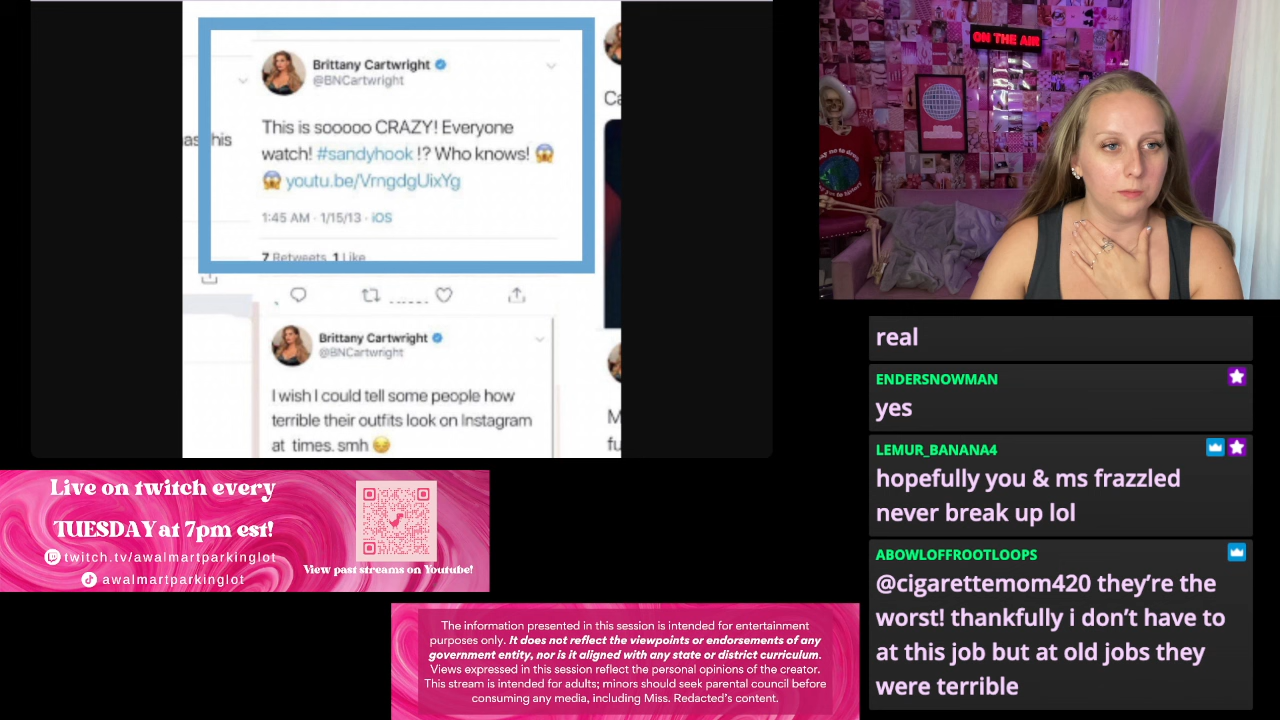 Brittany Cartwright
@BNCartwright
This is sooooo CRAZY! Everyone
watch! #sandyhook !? Who knows! 😱
😱 youtu.be/VrngdgUixYg
1:45 AM · 1/15/13 · iOS
7 Retweets 1 Like
his
Brittany Cartwright
@BNCartwright
I wish I could tell some people how
terrible their outfits look on Instagram
at times. smh 😏
ON THE AIR
real
ENDERSNOWMAN
yes
LEMUR_BANANA4
hopefully you & ms frazzled
never break up lol
ABOWLOFFROOTLOOPS
@cigarettemom420 they're the
worst! thankfully i don't have to
at this job but at old jobs they
were terrible
Live on twitch every
TUESDAY at 7pm est!
twitch.tv/awalmartparkinglot
awalmartparkinglot
View past streams on Youtube!
The information presented in this session is intended for entertainment
purposes only. It does not reflect the viewpoints or endorsements of any
government entity, nor is it aligned with any state or district curriculum.
Views expressed in this session reflect the personal opinions of the creator.
This stream is intended for adults; minors should seek parental council before
consuming any media, including Miss. Redacted's content.